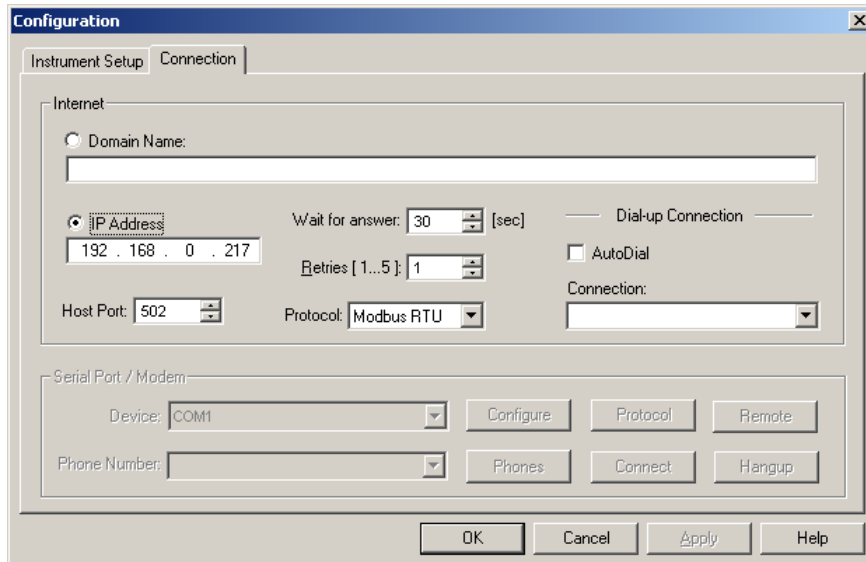 Configuration
Instrument Setup Connection
Internet
Domain Name:
IP Address
192 . 168 . 0 . 217
Wait for answer: 30 [sec]
Dial-up Connection
Retries [ 1...5 ]: 1
AutoDial
Connection:
Host Port: 502
Protocol: Modbus RTU
Serial Port / Modem
Device: COM1 Configure Protocol Remote
Phone Number: Phones Connect Hangup
OK Cancel Apply Help